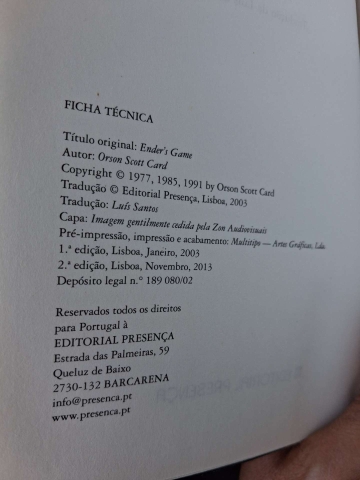 FICHA TÉCNICA
Título original: Ender's Game
Autor: Orson Scott Card
Copyright © 1977, 1985, 1991 by Orson Scott Card
Tradução © Editorial Presença, Lisboa, 2003
Tradução: Luís Santos
Capa: Imagem gentilmente cedida pela Zon Audiovisuais
Pré-impressão, impressão e acabamento: Multitipo — Artes Gráficas, Lda.
1.ª edição, Lisboa, Janeiro, 2003
2.ª edição, Lisboa, Novembro, 2013
Depósito legal n.º 189 080/02
Reservados todos os direitos
para Portugal à
EDITORIAL PRESENÇA
Estrada das Palmeiras, 59
Queluz de Baixo
2730-132 BARCARENA
info@presenca.pt
www.presenca.pt